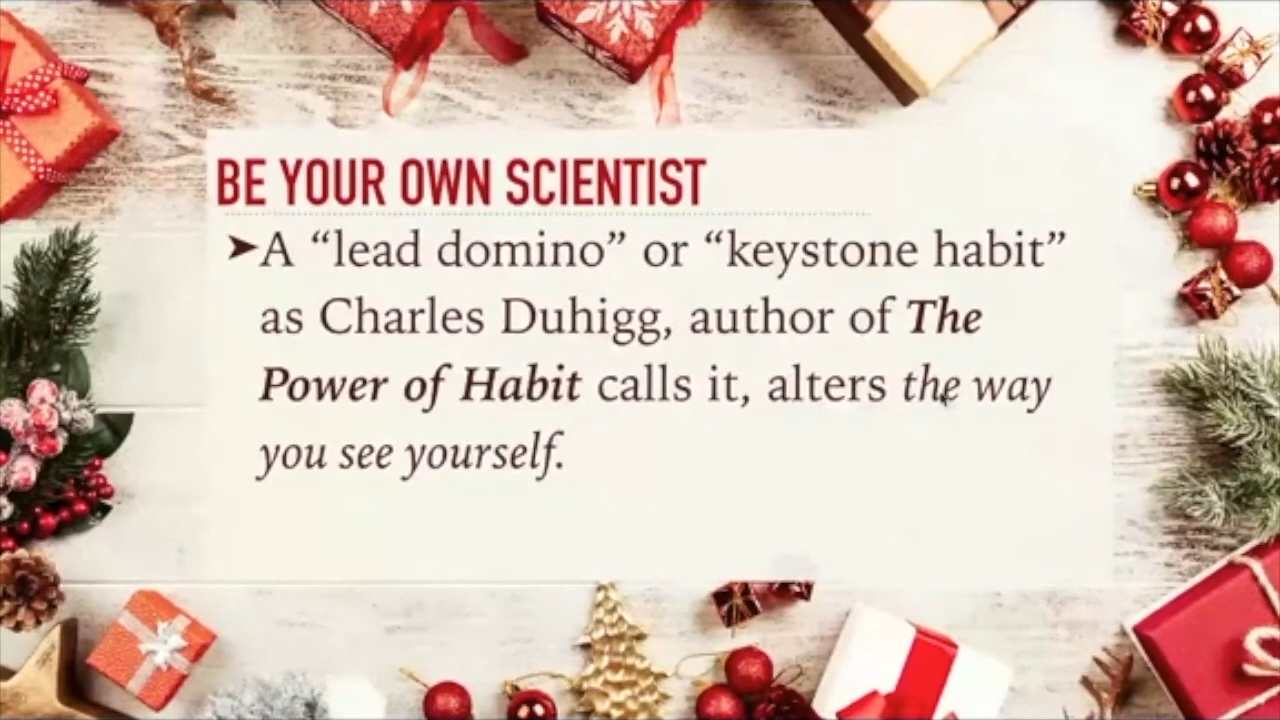 BE YOUR OWN SCIENTIST
➤A “lead domino” or “keystone habit”
as Charles Duhigg, author of The
Power of Habit calls it, alters the way
you see yourself.